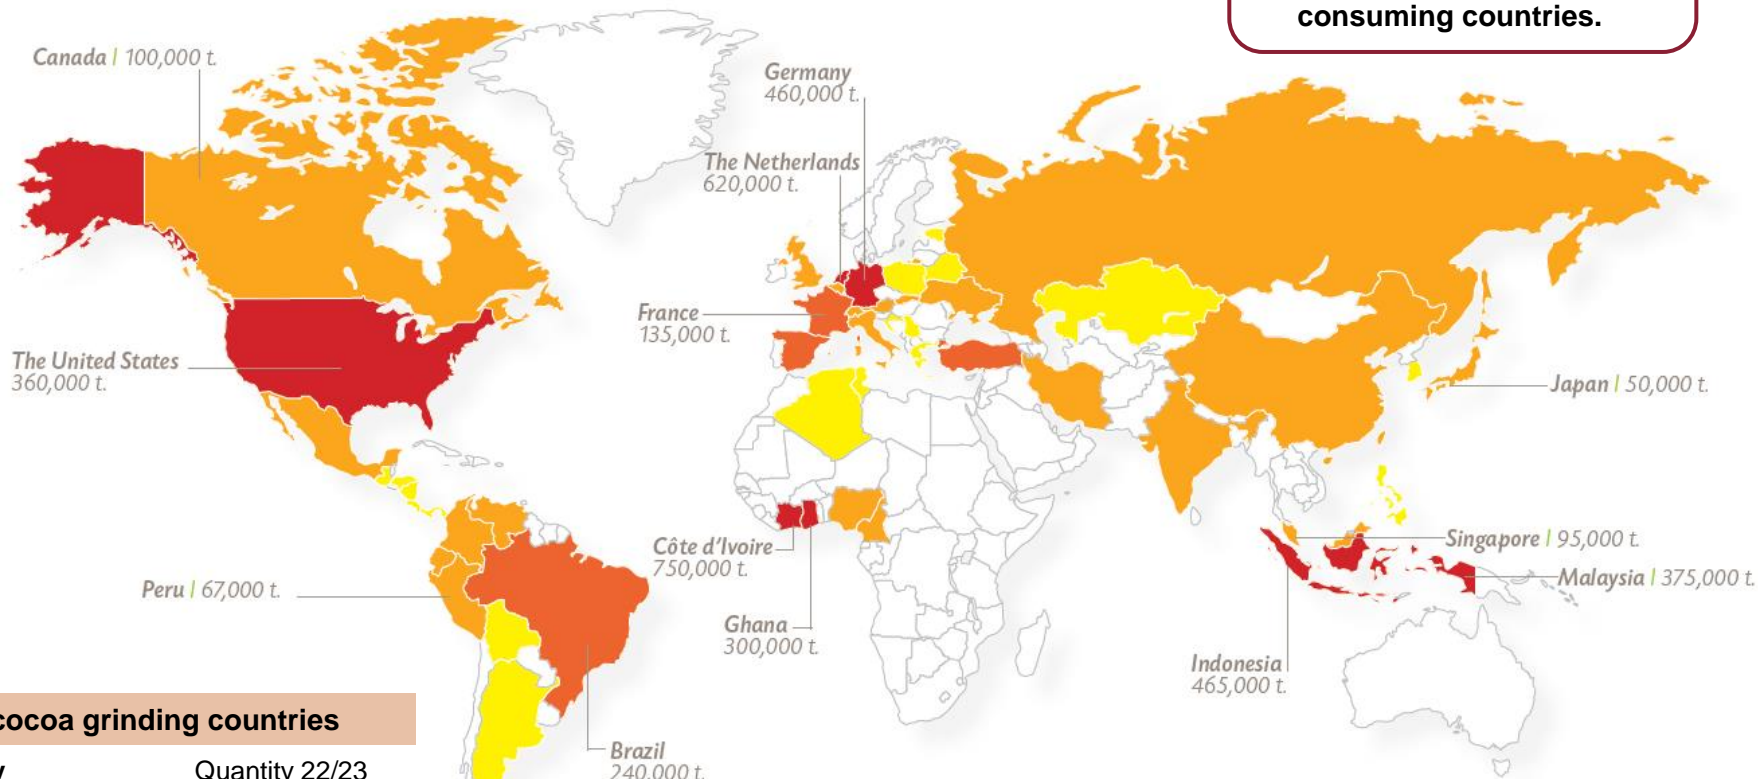 consuming countries.
Canada | 100,000 t.
Germany
460,000 t.
The Netherlands
620,000 t.
France
135,000 t.
The United States
360,000 t.
Japan | 50,000 t.
Côte d'Ivoire
750,000 t.
Singapore | 95,000 t.
Malaysia | 375,000 t.
Peru | 67,000 t.
Ghana
300,000 t.
Indonesia
465,000 t.
cocoa grinding countries
Brazil
240,000 t.
Quantity 22/23